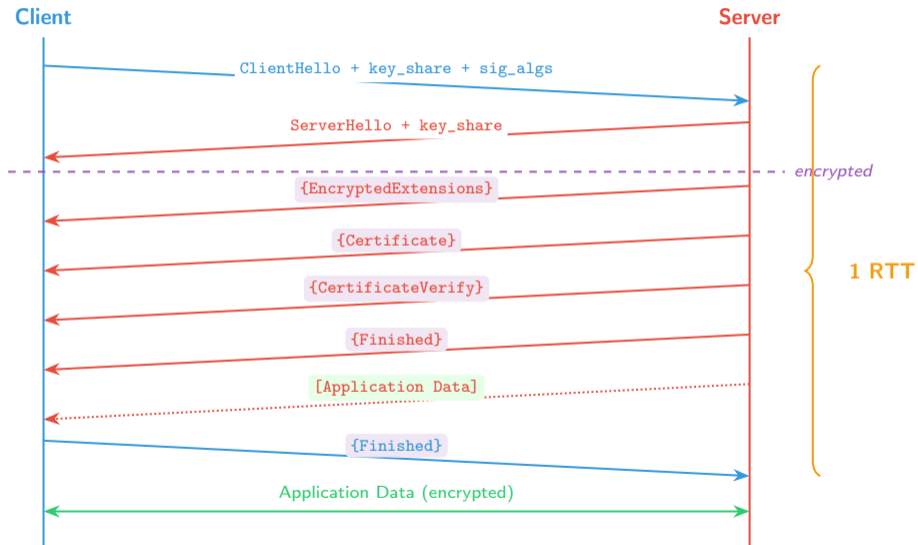 Client
Server
ClientHello + key_share + sig_algs
ServerHello + key_share
encrypted
{EncryptedExtensions}
{Certificate}
{CertificateVerify}
1 RTT
{Finished}
[Application Data]
{Finished}
Application Data (encrypted)